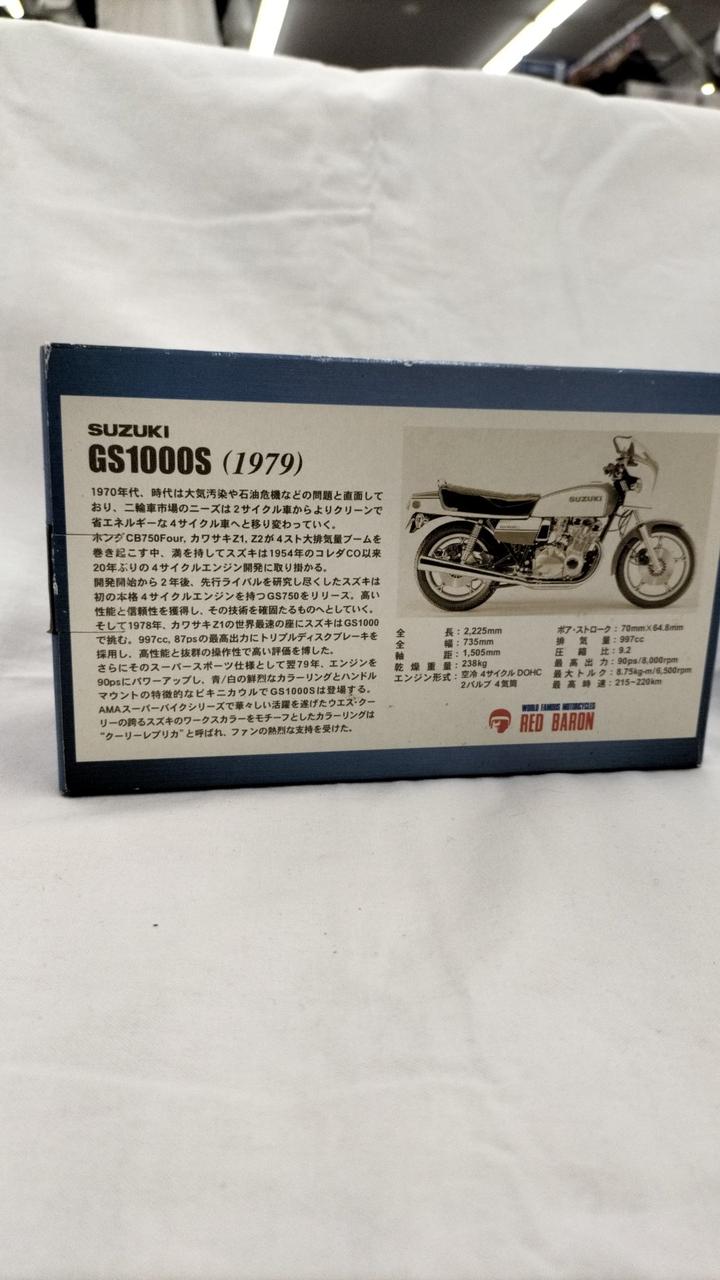 SUZUKI
GS1000S (1979)
1970年代、時代は大気汚染や石油危機などの問題と直面して
おり、二輪車市場のニーズは2サイクル車からよりクリーンで
省エネルギーな4サイクル車へと移り変わっていく。
ホンダCB750Four, カワサキZ1, Z2が4スト大排気量ブームを
巻き起こす中、満を持してスズキは1954年のコレダCO以来
20年ぶりの4サイクルエンジン開発に取り掛かる。
開発開始から2年後、先行ライバルを研究し尽くしたスズキは
初の本格4サイクルエンジンを持つGS750をリリース。高い
性能と信頼性を獲得し、その技術を確固たるものへとしていく。
そして1978年、カワサキZ1の世界最速の座にスズキはGS1000
で挑む。997cc, 87psの最高出力にトリプルディスクブレーキを
採用し、高性能と抜群の操作性で高い評価を博した。
さらにそのスーパースポーツ仕様として翌79年、エンジンを
90psにパワーアップし、青/白の鮮烈なカラーリングとハンドル
マウントの特徴的なビキニカウルでGS1000Sは登場する。
AMAスーパーバイクシリーズで華々しい活躍を遂げたウエス·クー
リーの誇るスズキのワークスカラーをモチーフとしたカラーリングは
"クーリーレプリカ"と呼ばれ、ファンの熱烈な支持を受けた。
SUZUKI
全長：2,225mm
全幅：735mm
軸距：1,505mm
乾燥重量：238kg
エンジン形式：空冷 4サイクル DOHC
2バルブ 4気筒
ボア·ストローク：70mm×64.8mm
排気量：997cc
圧縮比：9.2
最高出力：90ps/8,000rpm
最大トルク：8.75kg-m/6,500rpm
最高時速：215~220km
WORLD FAMOUS MOTORCYCLES
RED BARON